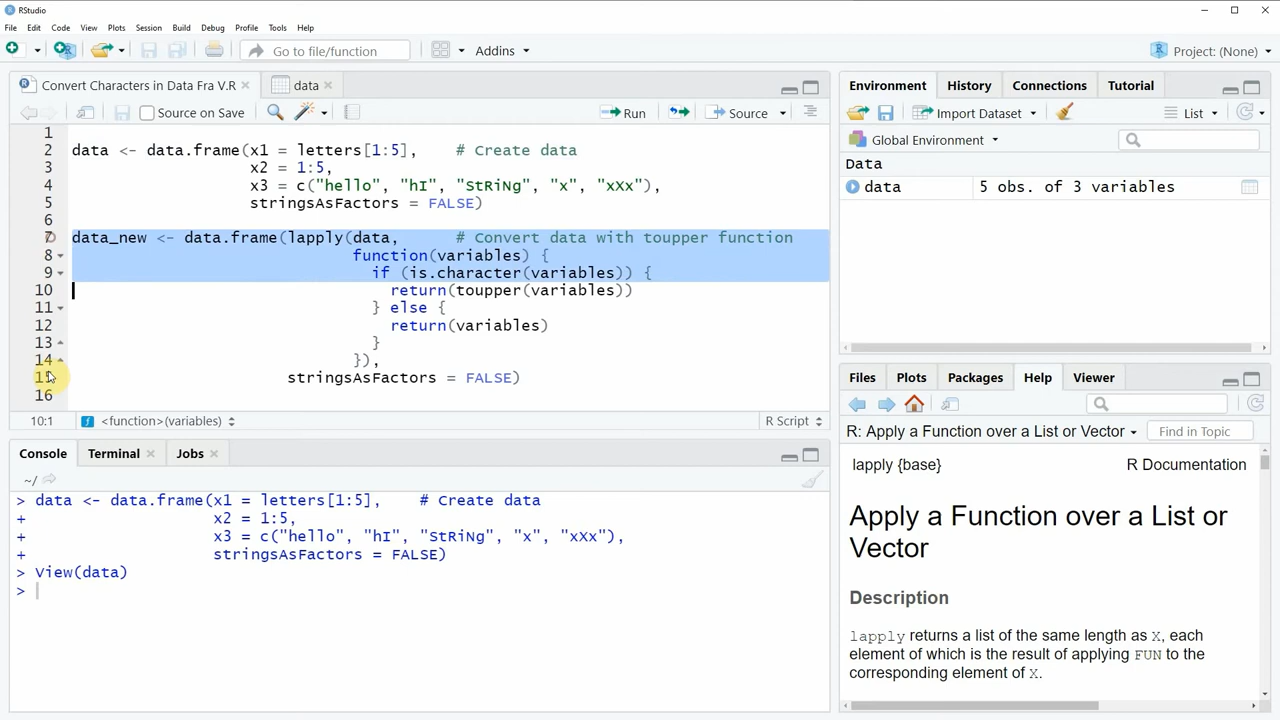 RStudio
File Edit Code View Plots Session Build Debug Profile Tools Help
Go to file/function Addins Project: (None)
Convert Characters in Data Fra V.R data
Source on Save Run Source
1
2 data <- data.frame(x1 = letters[1:5], # Create data
3 x2 = 1:5,
4 x3 = c("hello", "hI", "StRiNg", "x", "xXx"),
5 stringsAsFactors = FALSE)
6
7 data_new <- data.frame(lapply(data, # Convert data with toupper function
8 function(variables) {
9 if (is.character(variables)) {
10 return(toupper(variables))
11 } else {
12 return(variables)
13 }
14 }),
15 stringsAsFactors = FALSE)
16
10:1 <function>(variables) R Script
Console Terminal Jobs
~/
> data <- data.frame(x1 = letters[1:5], # Create data
+ x2 = 1:5,
+ x3 = c("hello", "hI", "StRiNg", "x", "xXx"),
+ stringsAsFactors = FALSE)
> View(data)
>
Environment History Connections Tutorial
Import Dataset List
Global Environment
Data
data 5 obs. of 3 variables
Files Plots Packages Help Viewer
R: Apply a Function over a List or Vector Find in Topic
lapply {base} R Documentation
Apply a Function over a List or
Vector
Description
lapply returns a list of the same length as X, each
element of which is the result of applying FUN to the
corresponding element of X.